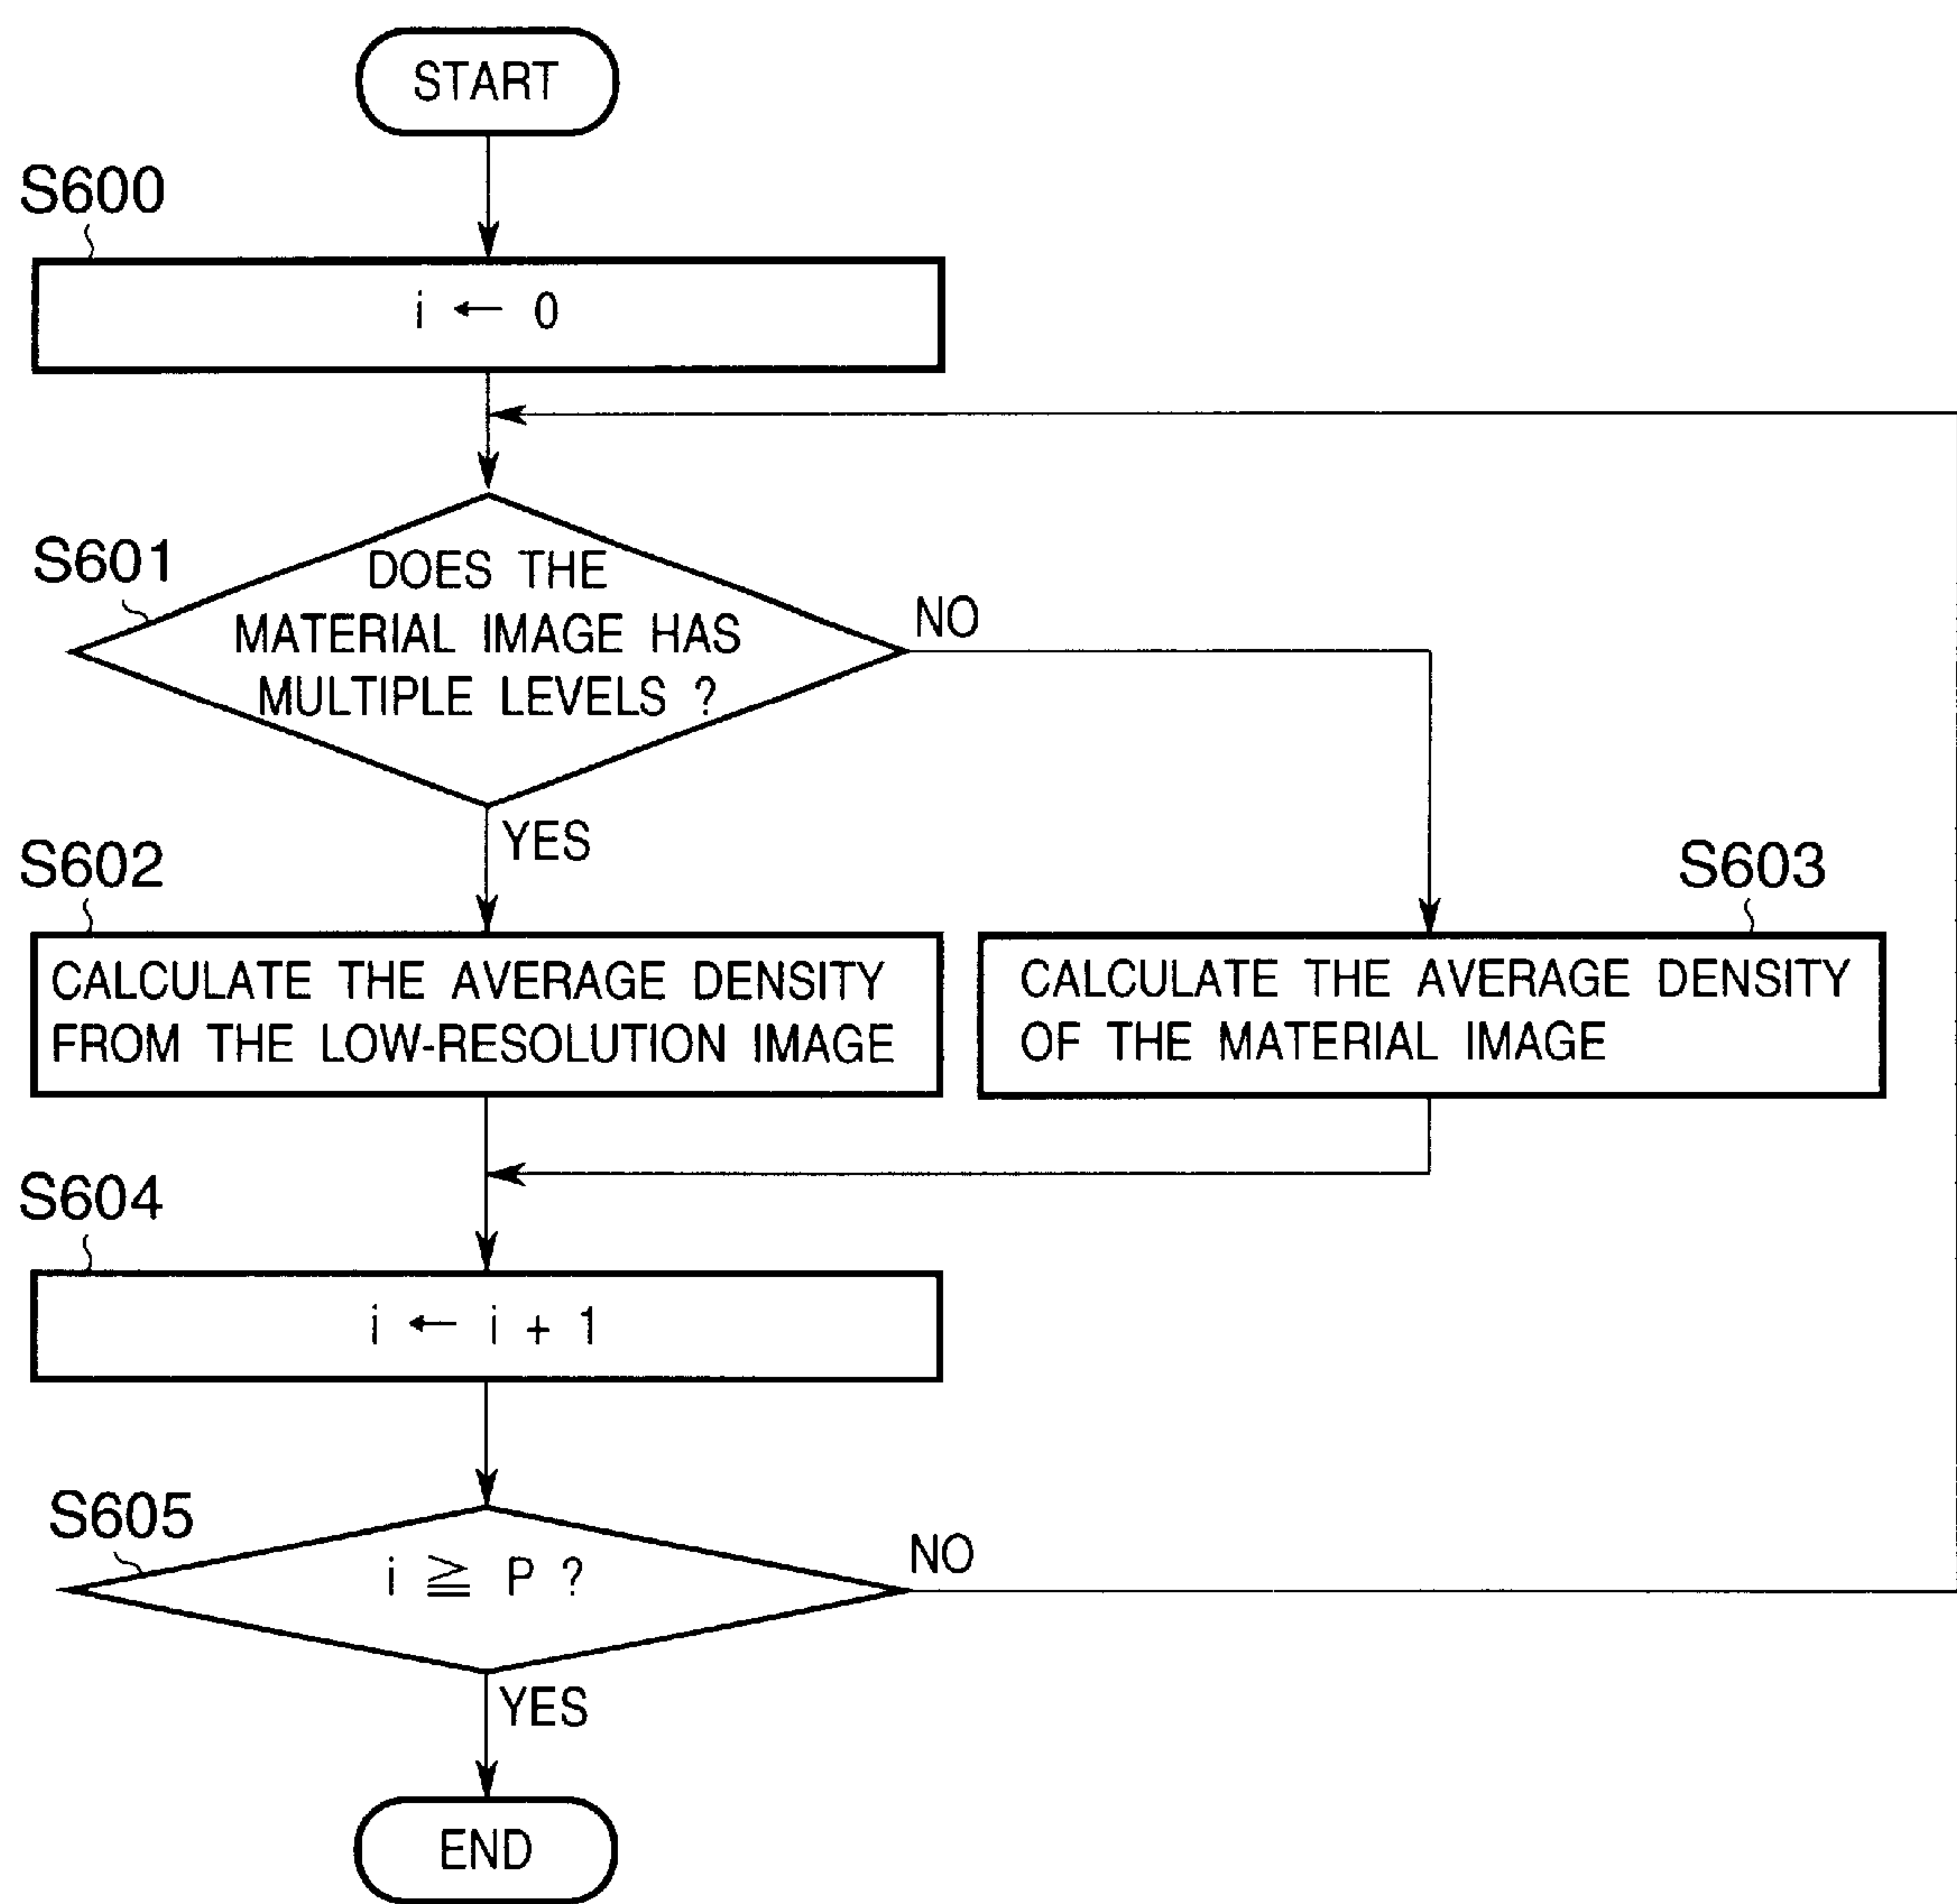 START
S600
i ← 0
S601
DOES THE
MATERIAL IMAGE HAS
MULTIPLE LEVELS ?
NO
YES
S602
CALCULATE THE AVERAGE DENSITY
FROM THE LOW-RESOLUTION IMAGE
S603
CALCULATE THE AVERAGE DENSITY
OF THE MATERIAL IMAGE
S604
i ← i + 1
S605
i ≧ P ?
NO
YES
END